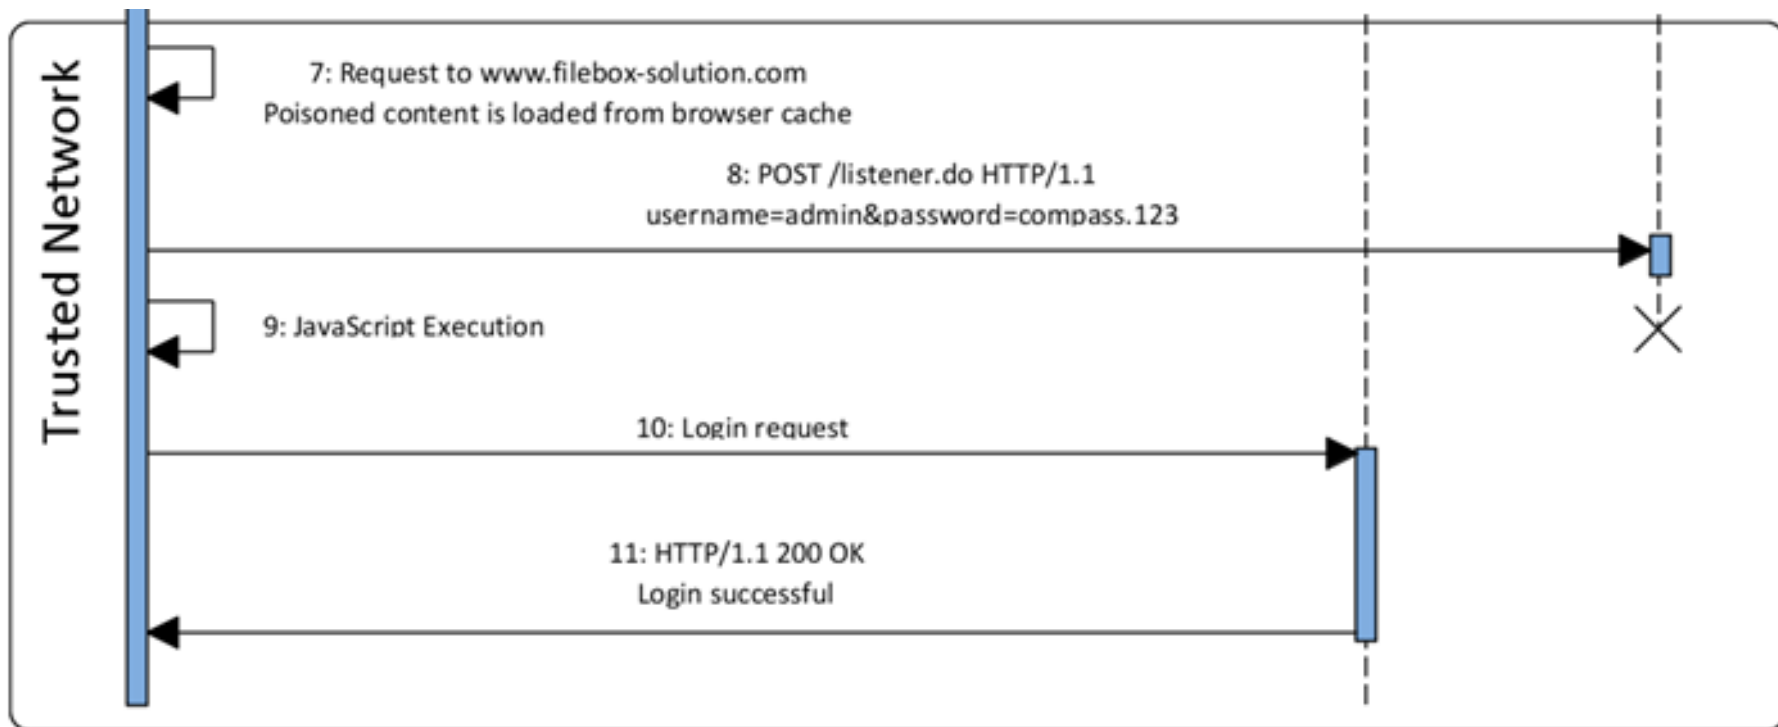 Trusted Network
7: Request to www.filebox-solution.com
Poisoned content is loaded from browser cache
8: POST /listener.do HTTP/1.1
username=admin&password=compass.123
9: JavaScript Execution
10: Login request
11: HTTP/1.1 200 OK
Login successful